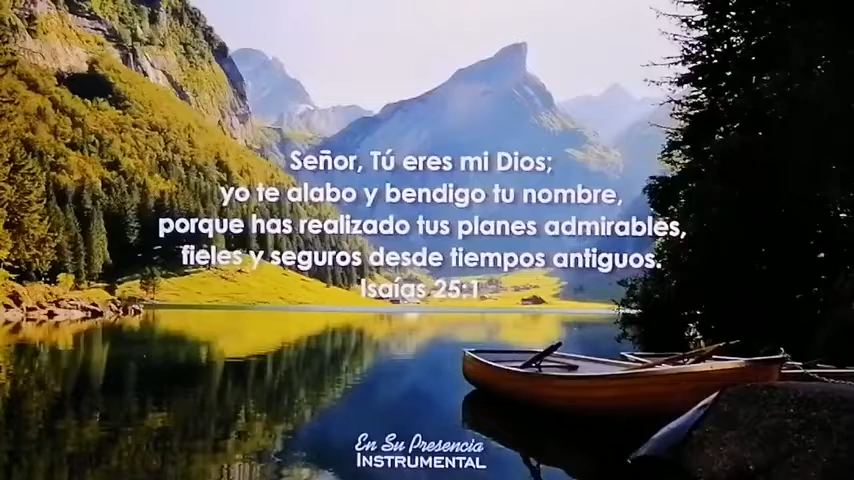 Señor, Tú eres mi Dios;
yo te alabo y bendigo tu nombre,
porque has realizado tus planes admirables,
fieles y seguros desde tiempos antiguos.
Isaías 25:1
En Su Presencia
INSTRUMENTAL